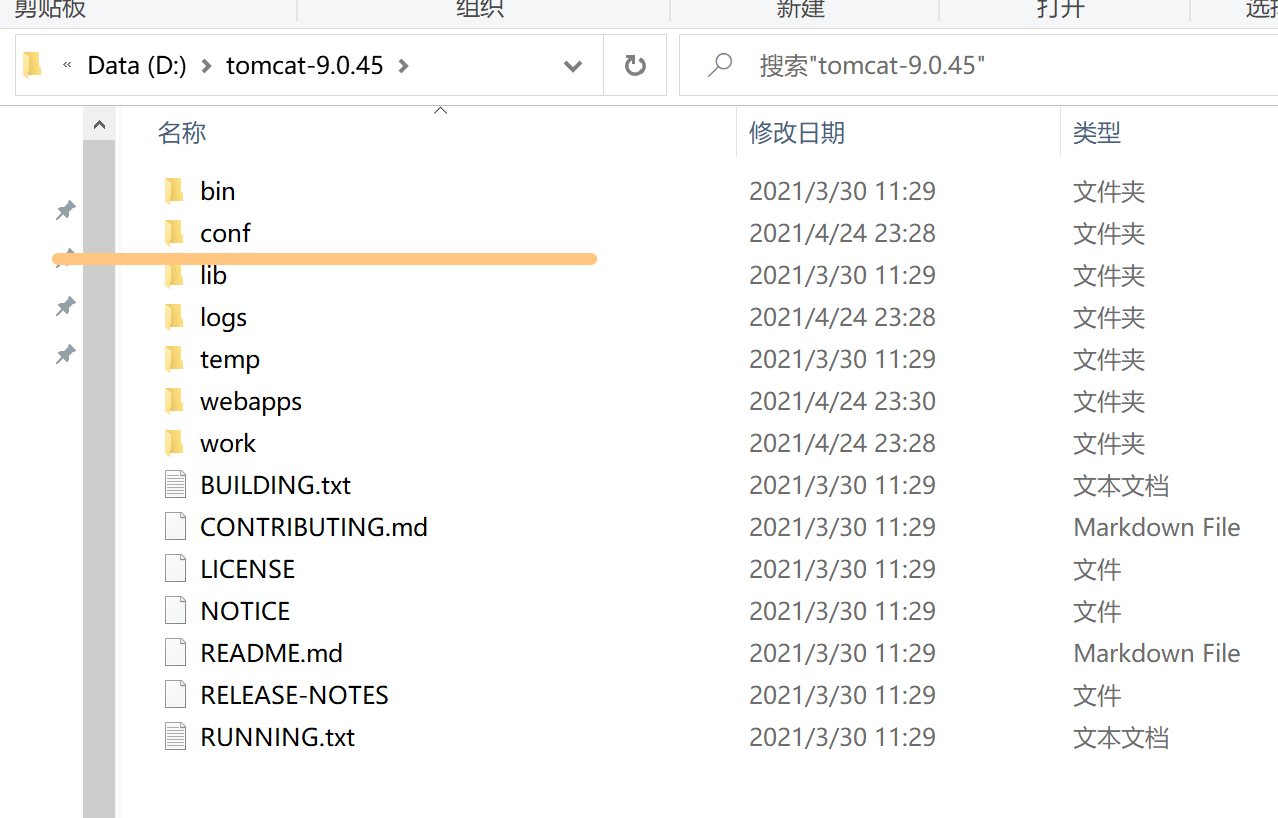 剪贴板 组织 新建 打开 选择
« Data (D:) > tomcat-9.0.45 > 搜索"tomcat-9.0.45"
名称 修改日期 类型
bin 2021/3/30 11:29 文件夹
conf 2021/4/24 23:28 文件夹
lib 2021/3/30 11:29 文件夹
logs 2021/4/24 23:28 文件夹
temp 2021/3/30 11:29 文件夹
webapps 2021/4/24 23:30 文件夹
work 2021/4/24 23:28 文件夹
BUILDING.txt 2021/3/30 11:29 文本文档
CONTRIBUTING.md 2021/3/30 11:29 Markdown File
LICENSE 2021/3/30 11:29 文件
NOTICE 2021/3/30 11:29 文件
README.md 2021/3/30 11:29 Markdown File
RELEASE-NOTES 2021/3/30 11:29 文件
RUNNING.txt 2021/3/30 11:29 文本文档